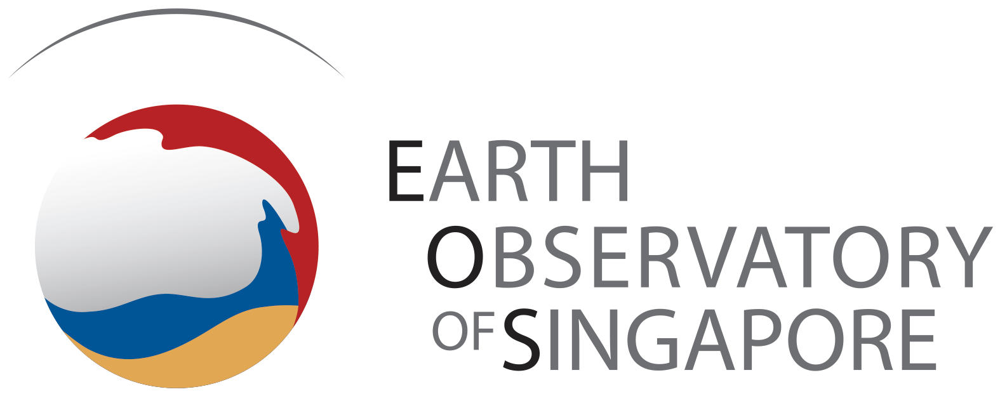 EARTH
OBSERVATORY
OF SINGAPORE